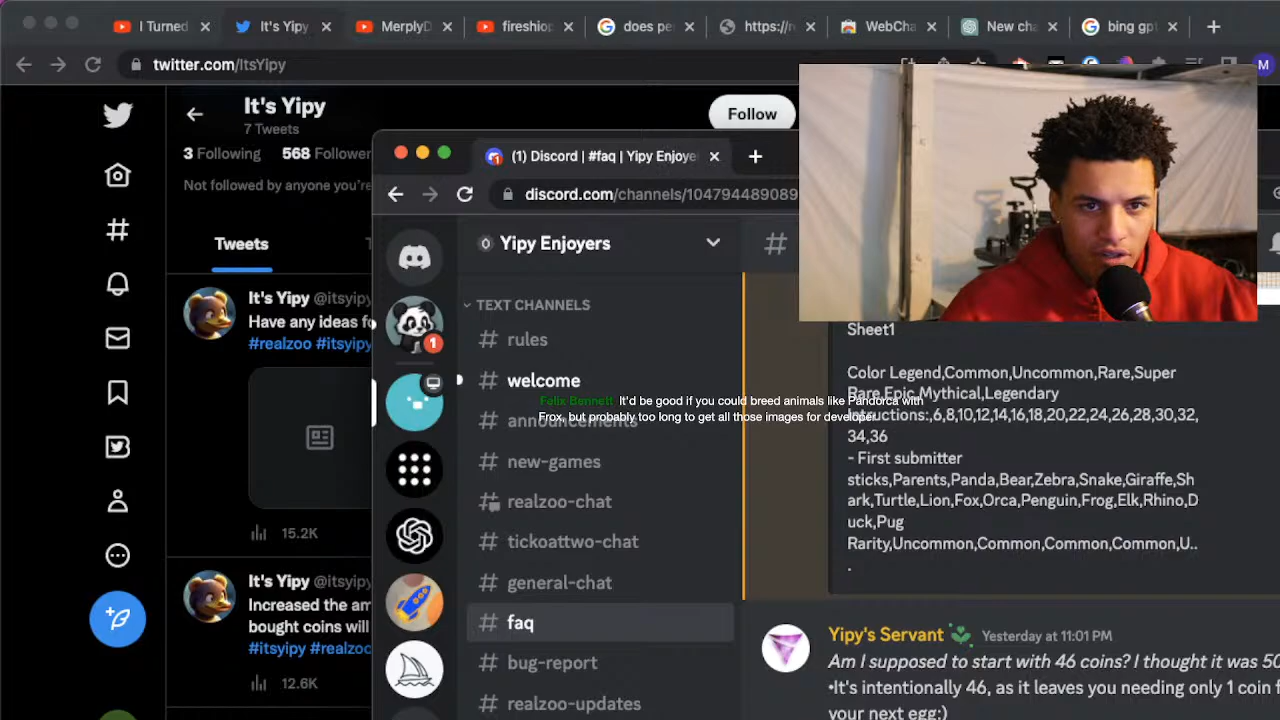 I Turned
It's Yipy
MerplyD
fireship
does pe
https://r
WebCha
New cha
bing gpt
twitter.com/ItsYipy
M
It's Yipy
7 Tweets
Follow
3 Following 568 Follower
Not followed by anyone you're
Tweets
It's Yipy @itsyipy
Have any ideas fo
#realzoo #itsyipy
15.2K
It's Yipy @itsyip
Increased the am
bought coins will
#itsyipy #realzoo
12.6K
(1) Discord | #faq | Yipy Enjoye
discord.com/channels/104794489089
Yipy Enjoyers
TEXT CHANNELS
1
rules
welcome
announcements
new-games
realzoo-chat
tickoattwo-chat
general-chat
faq
bug-report
realzoo-updates
Felix Bennett It'd be good if you could breed animals like Pandorca with
Frox, but probably too long to get all those images for developer
Sheet1
Color Legend,Common,Uncommon,Rare,Super
Rare,Epic,Mythical,Legendary
Intructions:,6,8,10,12,14,16,18,20,22,24,26,28,30,32,
34,36
- First submitter
sticks,Parents,Panda,Bear,Zebra,Snake,Giraffe,Sh
ark,Turtle,Lion,Fox,Orca,Penguin,Frog,Elk,Rhino,D
uck,Pug
Rarity,Uncommon,Common,Common,Common,U..
.
Yipy's Servant Yesterday at 11:01 PM
Am I supposed to start with 46 coins? I thought it was 50
•It's intentionally 46, as it leaves you needing only 1 coin f
your next egg:)